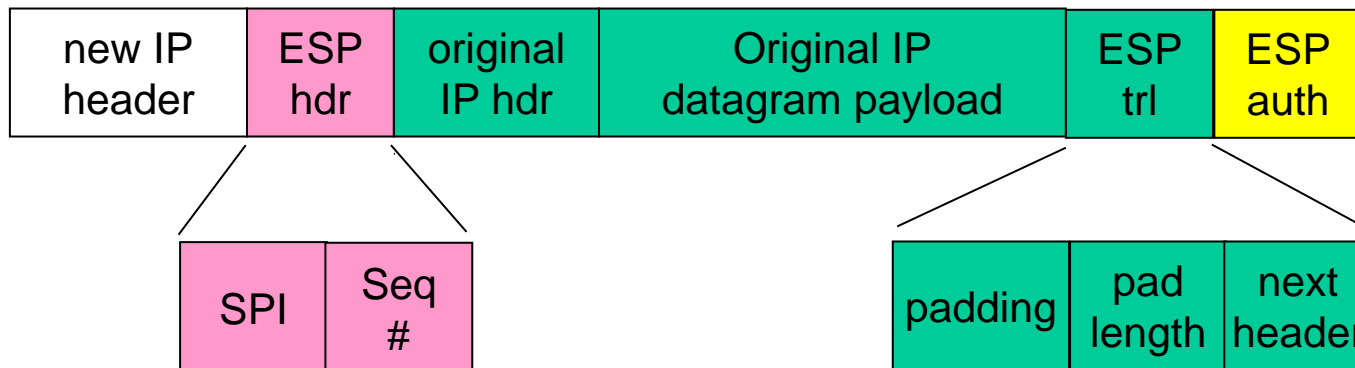 new IP
header
ESP
hdr
original
IP hdr
Original IP
datagram payload
ESP
trl
ESP
auth
SPI
Seq
#
padding
pad
length
next
header